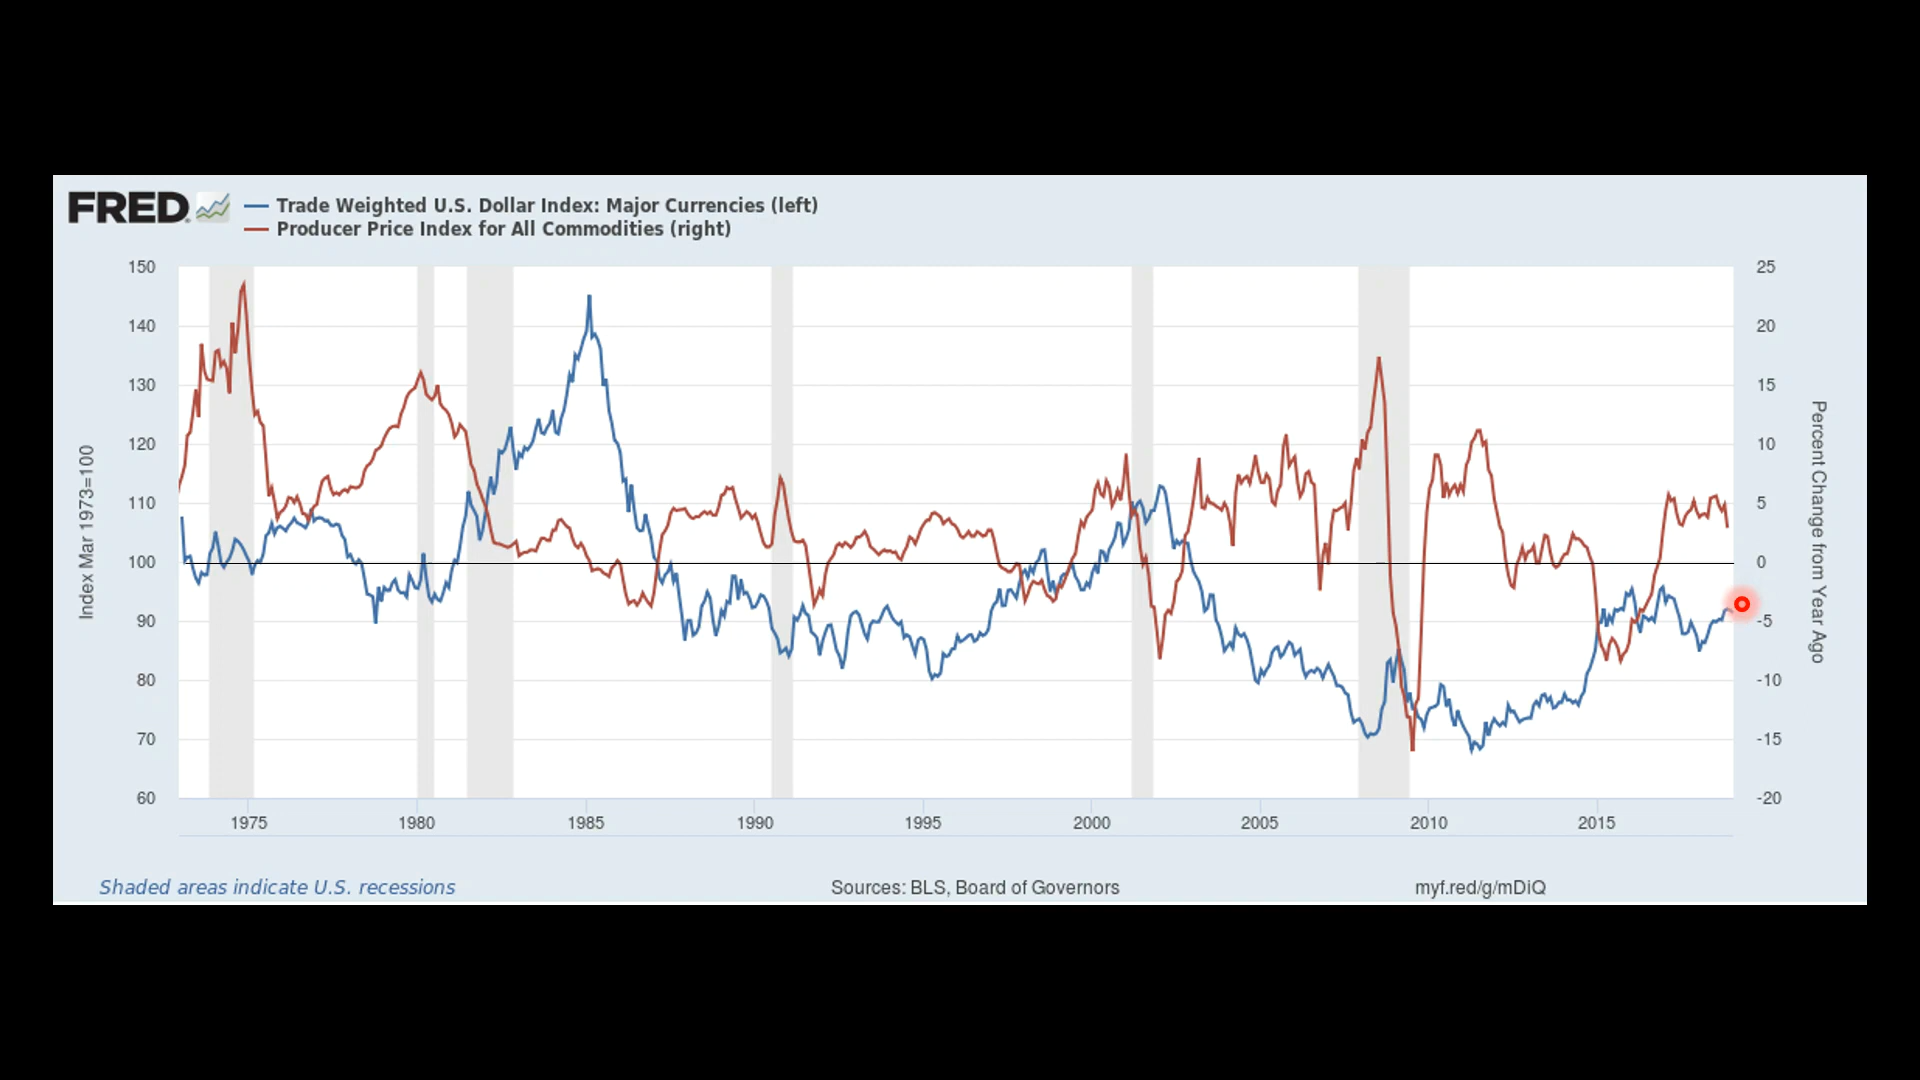 FRED
Trade Weighted U.S. Dollar Index: Major Currencies (left)
Producer Price Index for All Commodities (right)
150
140
130
120
110
100
90
80
70
60
Index Mar 1973=100
25
20
15
10
5
0
-5
-10
-15
-20
Percent Change from Year Ago
1975 1980 1985 1990 1995 2000 2005 2010 2015
Shaded areas indicate U.S. recessions Sources: BLS, Board of Governors myf.red/g/mDiQ